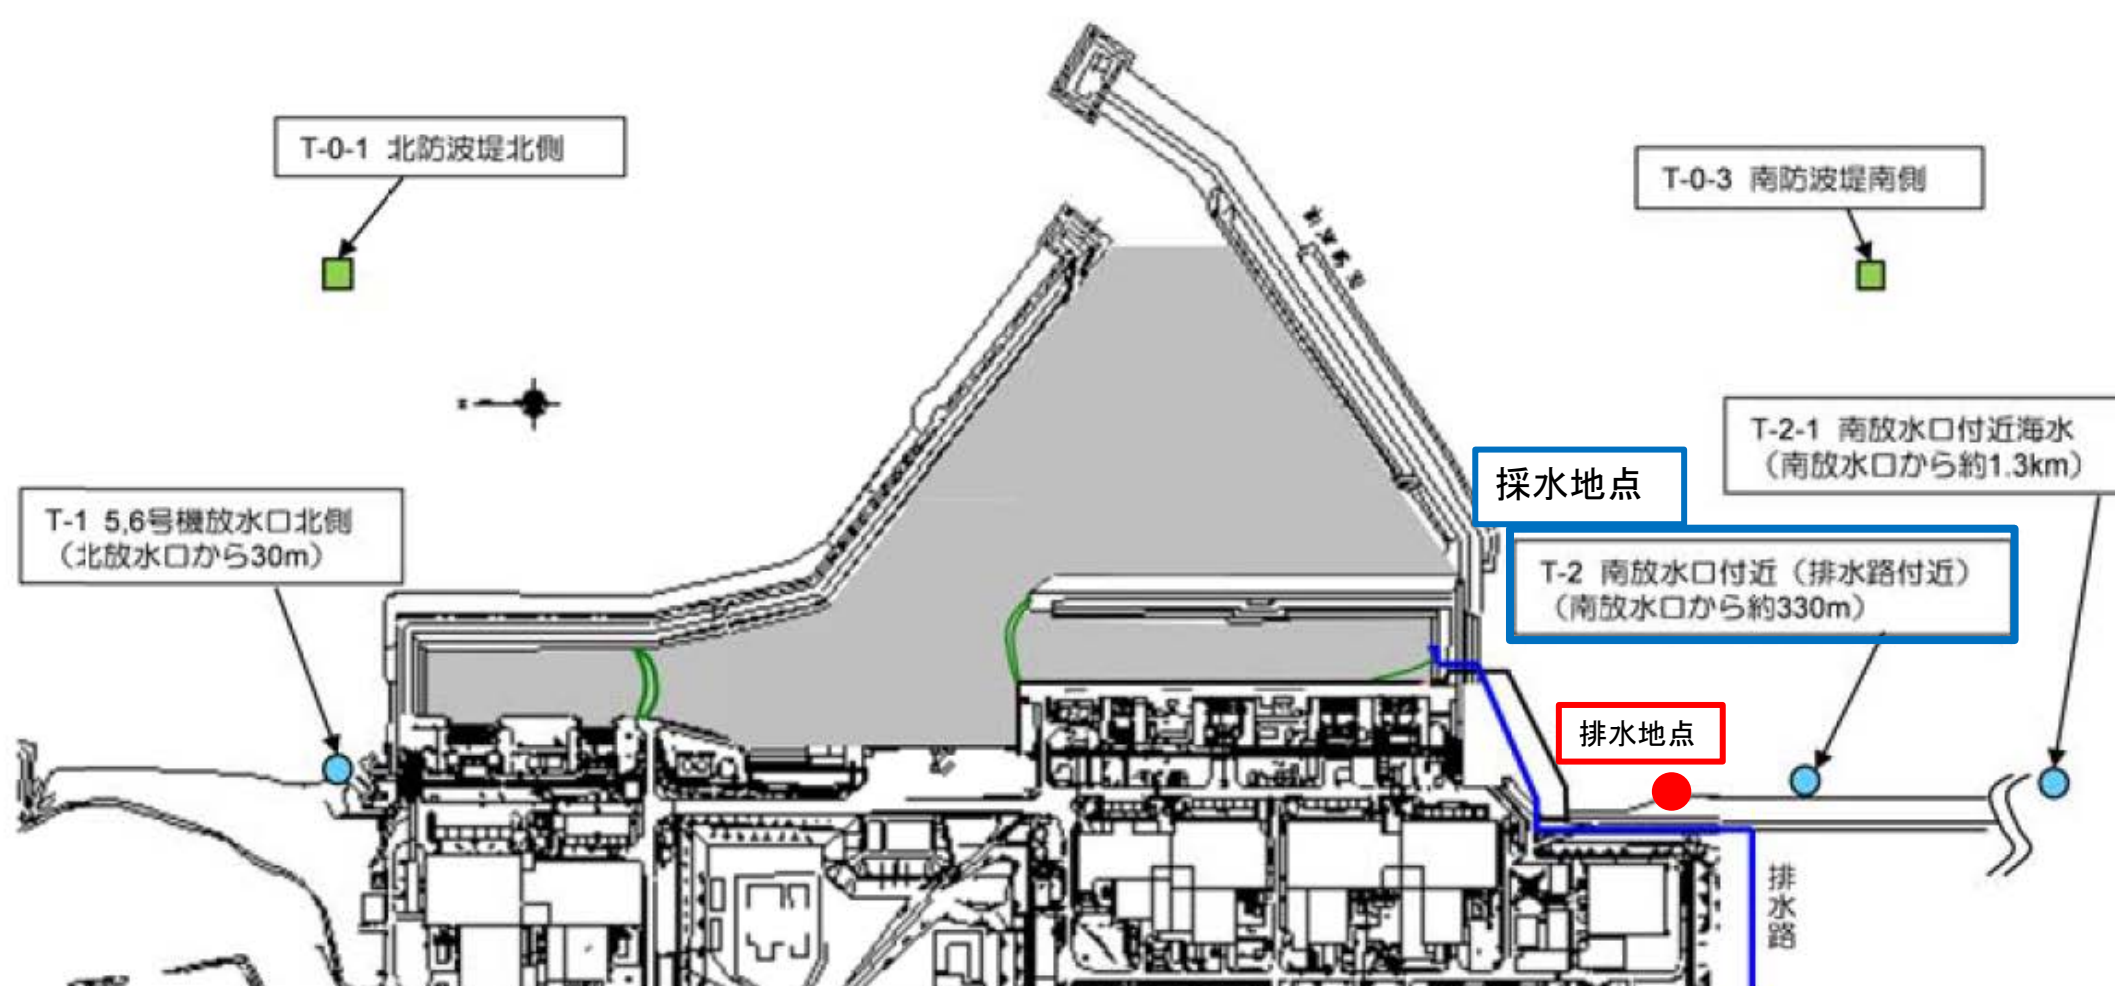 T-0-1 北防波堤北側
T-0-3 南防波堤南側
T-2-1 南放水口付近海水
（南放水口から約1.3km）
採水地点
T-1 5,6号機放水口北側
（北放水口から30m）
T-2 南放水口付近（排水路付近）
（南放水口から約330m）
排水地点
排水路